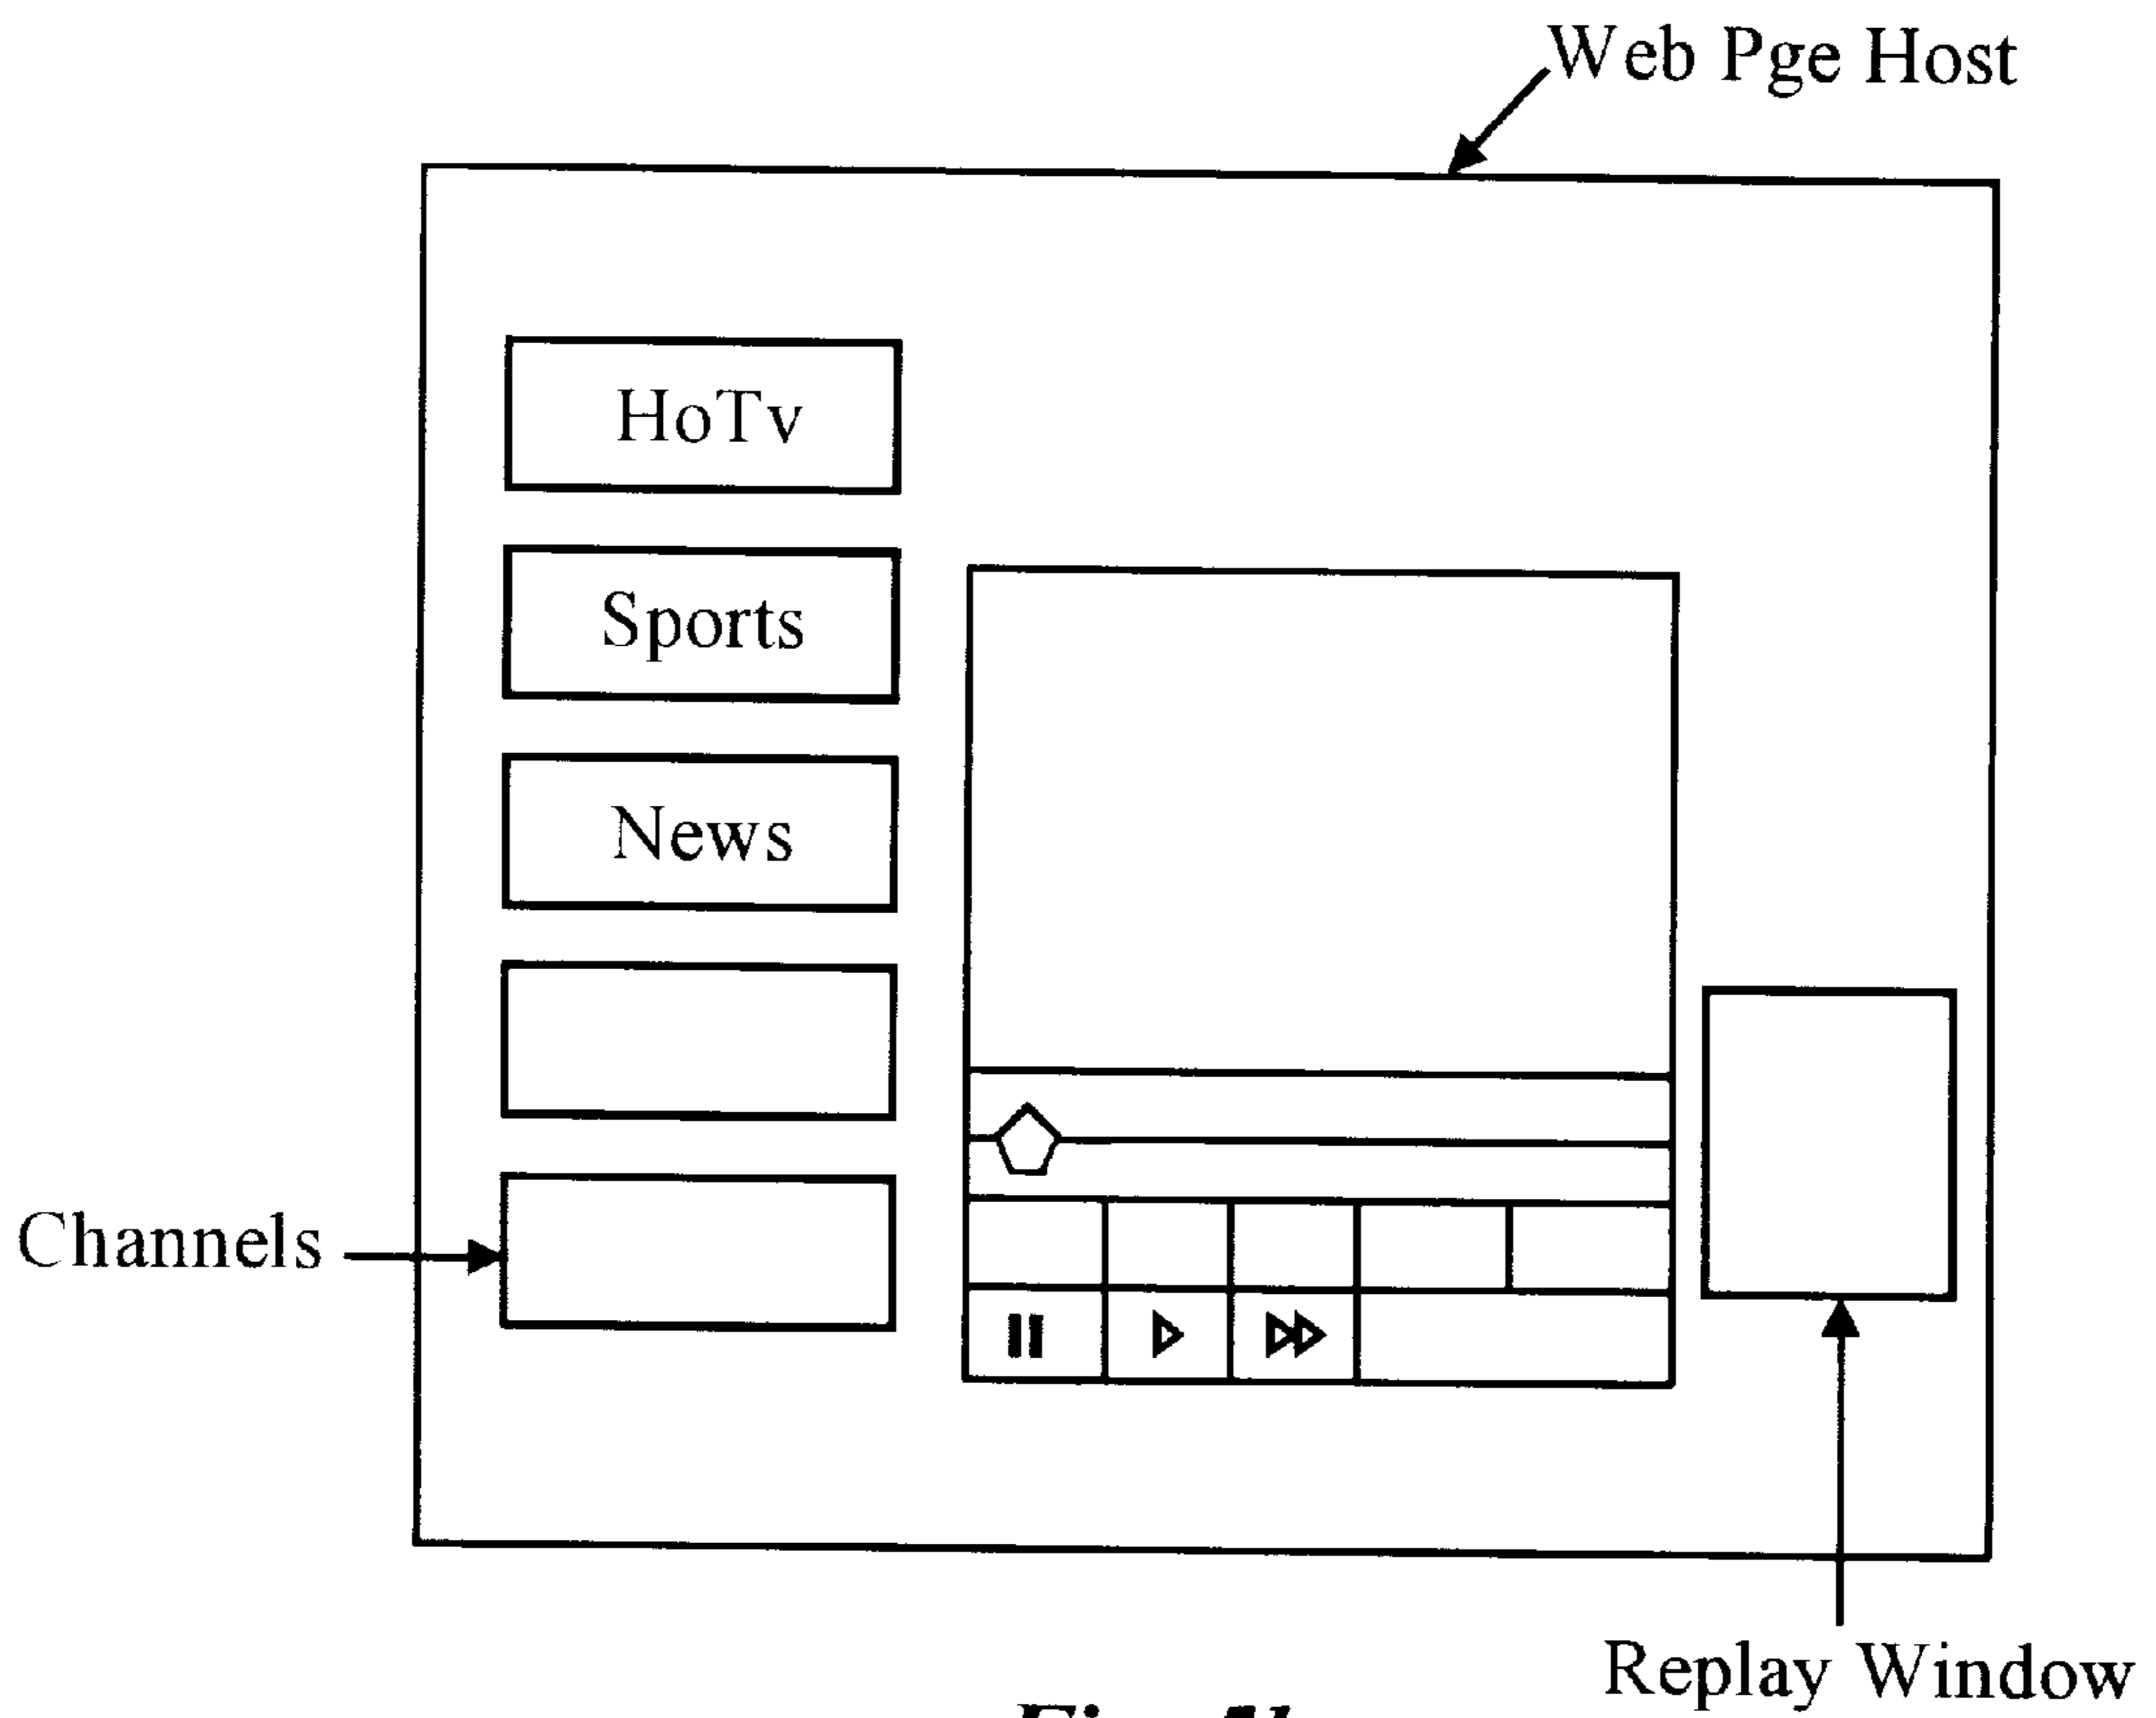 Web Pge Host
HoTv
Sports
News
Channels
Replay Window